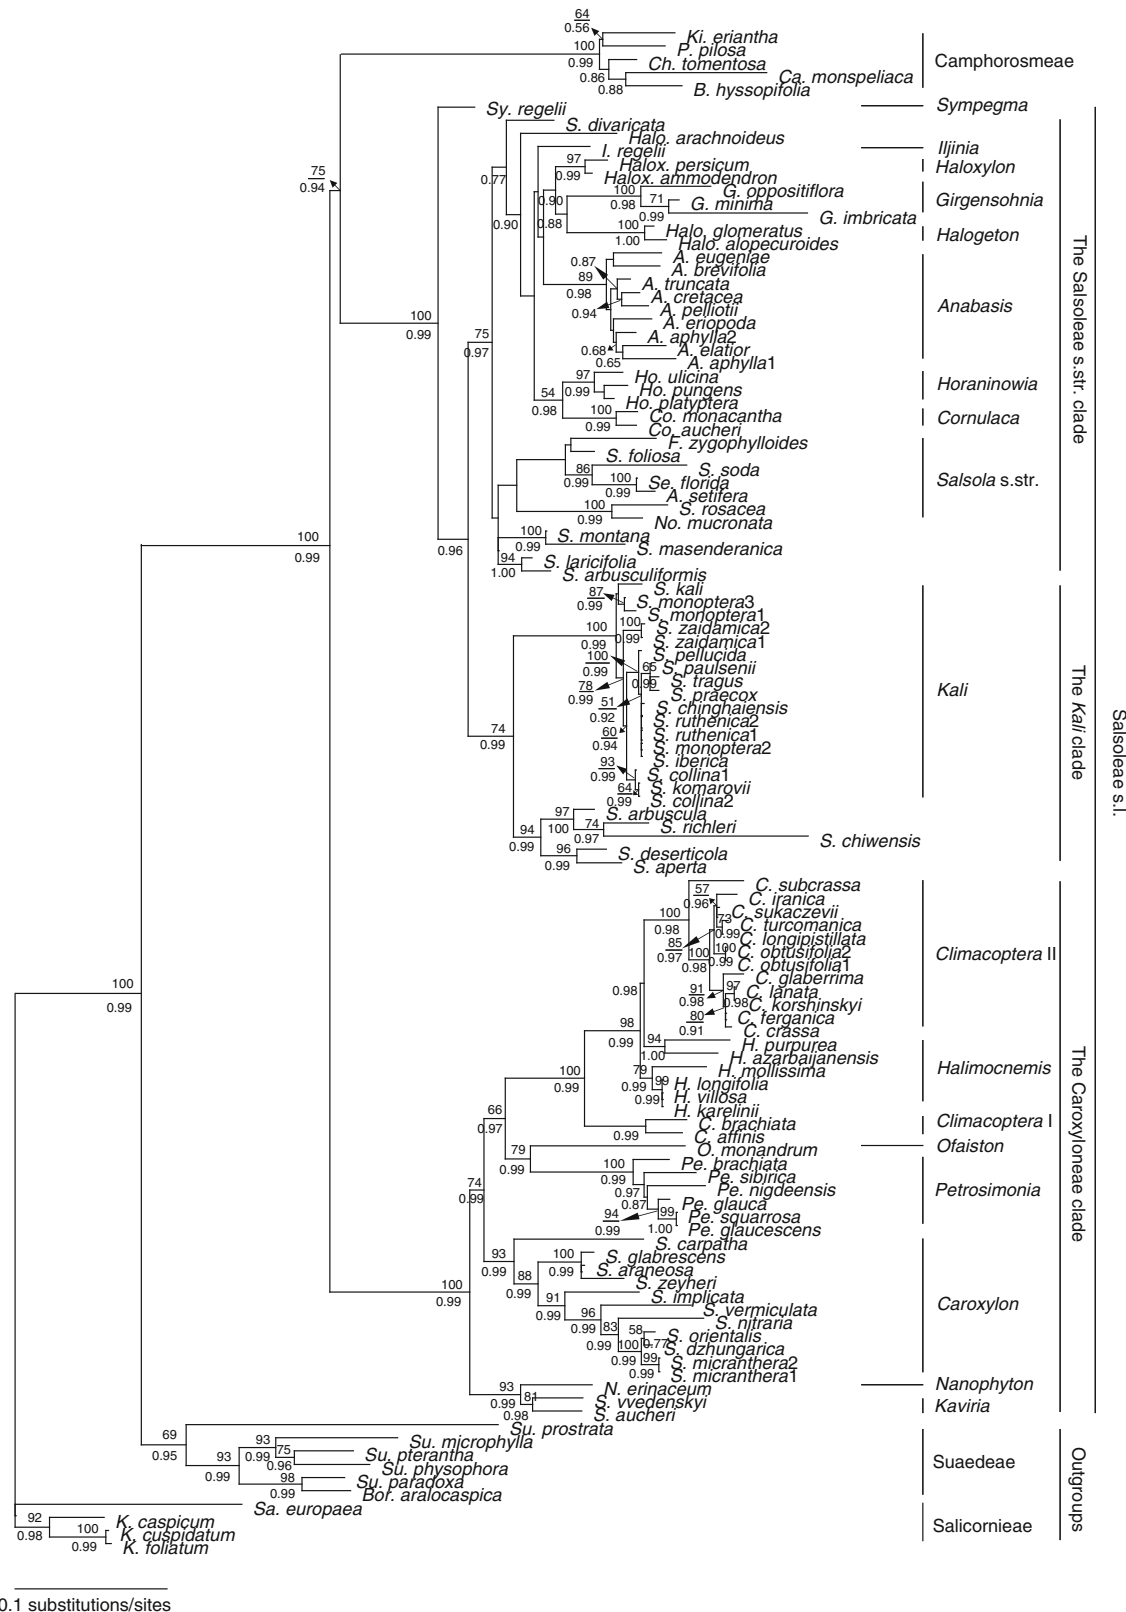 64
0.56
Ki. eriantha
100
P. pilosa
0.99
Ch. tomentosa
Camphorosmeae
0.86
Ca. monspeliaca
0.88
B. hyssopifolia
Sy. regelii
Sympegma
S. divaricata
Halo. arachnoideus
I. regelii
Iljinia
97
Halox. persicum
Haloxylon
75
0.94
0.77
0.99
Halox. ammodendron
100
G. oppositiflora
0.90
0.98
71
G. minima
Girgensohnia
0.90
0.88
0.99
G. imbricata
100
Halo. glomeratus
Halogeton
1.00
Halo. alopecuroides
0.87
A. eugeniae
A. brevifolia
89
A. truncata
0.98
A. cretacea
Anabasis
0.94
A. pelliotii
100
A. eriopoda
0.99
75
A. aphylla2
0.97
0.68
A. elatior
0.65
A. aphylla1
The Salsoleae s.str. clade
97
Ho. ulicina
54
0.99
Ho. pungens
Horaninowia
0.98
Ho. platyptera
100
Co. monacantha
Cornulaca
0.99
Co. aucheri
F. zygophylloides
S. foliosa
86
S. soda
0.99
100
Se. florida
Salsola s.str.
0.99
A. setifera
100
S. rosacea
0.99
No. mucronata
100
S. montana
100
0.99
0.96
0.99
S. masenderanica
94
S. laricifolia
1.00
S. arbusculiformis
87
S. kali
0.99
S. monoptera3
S. monoptera1
100
100
S. zaidamica2
0.99
0.99
S. zaidamica1
100
S. pellucida
0.99
65
S. paulsenii
78
0.99
S. tragus
0.99
S. praecox
Kali
51
S. chinghaiensis
0.92
S. ruthenica2
74
0.99
60
S. ruthenica1
0.94
S. monoptera2
93
S. iberica
0.99
S. collina1
64
S. komarovii
0.99
S. collina2
The Kali clade
97
S. arbuscula
94
100
74
S. richleri
0.99
0.97
S. chiwensis
96
S. deserticola
0.99
S. aperta
Salsoleae s.l.
C. subcrassa
57
C. iranica
0.96
C. sukaczevii
100
73
C. turcomanica
0.98
0.99
C. longipistillata
85
100
100
C. obtusifolia2
Climacoptera II
0.97
0.98
0.99
C. obtusifolia1
C. glaberrima
100
0.99
0.98
91
97
C. lanata
0.98
0.98
C. korshinskyi
80
C. ferganica
98
0.91
C. crassa
0.99
94
H. purpurea
1.00
H. azarbaijanensis
100
79
H. mollissima
Halimocnemis
0.99
0.99
99
H. longifolia
0.99
H. villosa
H. karelinii
66
0.97
C. brachiata
Climacoptera I
0.99
C. affinis
79
O. monandrum
Ofaiston
0.99
100
Pe. brachiata
0.99
Pe. sibirica
74
0.97
Pe. nigdeensis
Petrosimonia
0.99
0.87
Pe. glauca
94
99
Pe. squarrosa
0.99
1.00
Pe. glaucescens
The Caroxyloneae clade
93
S. carpatha
0.99
100
S. glabrescens
88
0.99
S. araneosa
100
0.99
S. zeyheri
0.99
91
S. implicata
Caroxylon
0.99
96
S. vermiculata
0.99
83
S. nitraria
0.99
58
S. orientalis
100
0.77
S. dzhungarica
0.99
99
S. micranthera2
0.99
S. micranthera1
93
N. erinaceum
Nanophyton
0.99
81
S. vvedenskyi
Kaviria
0.98
S. aucheri
69
Su. prostrata
0.95
93
Su. microphylla
93
0.99
75
Su. pterantha
0.99
0.96
Su. physophora
Suaedeae
98
Su. paradoxa
0.99
Bor. aralocaspica
Outgroups
Sa. europaea
92
K. caspicum
0.98
100
K. cuspidatum
Salicornieae
0.99
K. foliatum
0.1 substitutions/sites